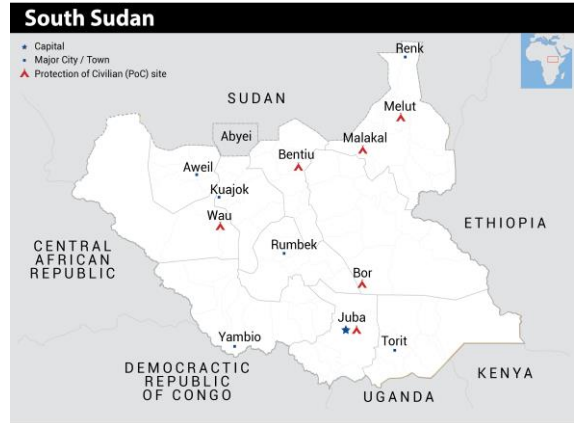 South Sudan
Capital
Major City / Town
Protection of Civilian (PoC) site
Renk
SUDAN
Melut
Abyei
Malakal
Bentiu
Aweil
Kuajok
Wau
ETHIOPIA
CENTRAL
AFRICAN
REPUBLIC
Rumbek
Bor
Juba
Yambio
Torit
DEMOCRACTIC
REPUBLIC
OF CONGO
KENYA
UGANDA